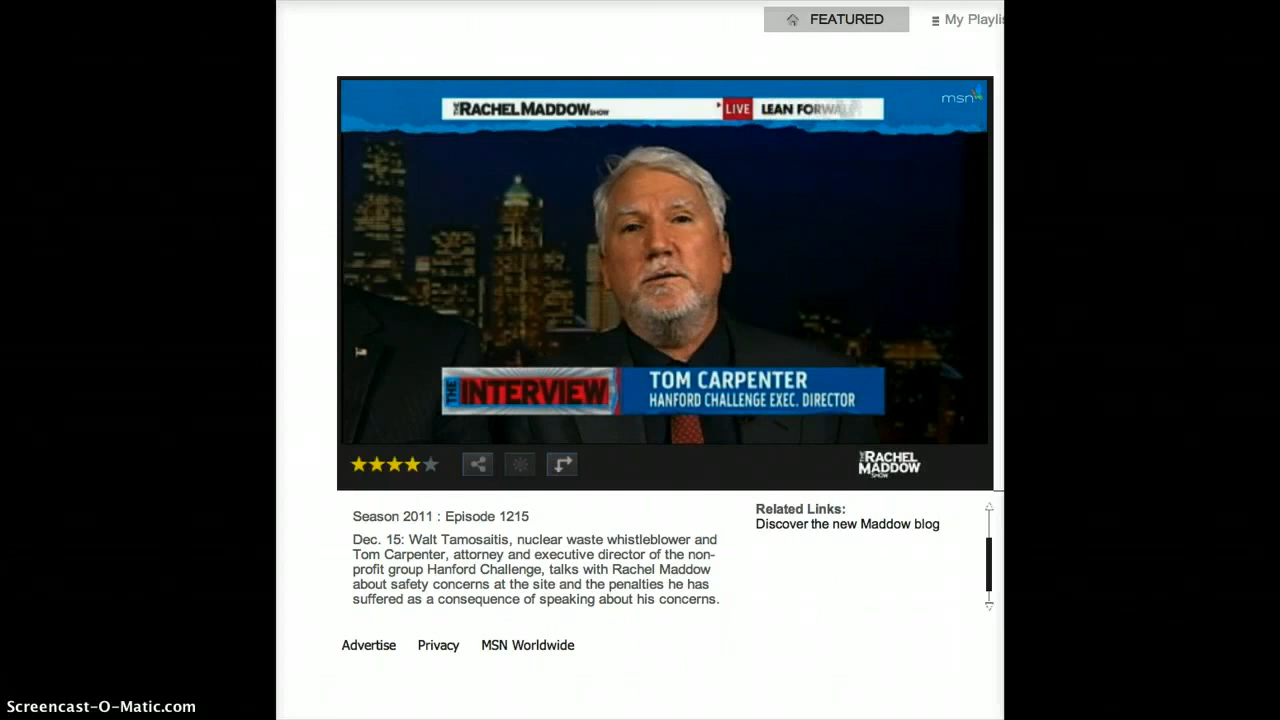 FEATURED
My Playlis
msn
THE RACHEL MADDOW SHOW
LIVE
LEAN FORWA
THE INTERVIEW
TOM CARPENTER
HANFORD CHALLENGE EXEC. DIRECTOR
THE RACHEL MADDOW SHOW
Season 2011 : Episode 1215
Dec. 15: Walt Tamosaitis, nuclear waste whistleblower and
Tom Carpenter, attorney and executive director of the non-
profit group Hanford Challenge, talks with Rachel Maddow
about safety concerns at the site and the penalties he has
suffered as a consequence of speaking about his concerns.
Related Links:
Discover the new Maddow blog
Advertise
Privacy
MSN Worldwide
Screencast-O-Matic.com